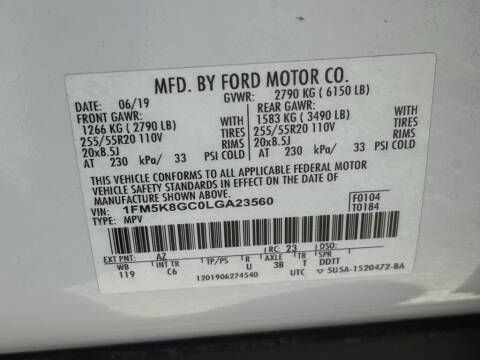 MFD. BY FORD MOTOR CO.
DATE: 06/19
GVWR: 2790 KG ( 6150 LB)
FRONT GAWR:
1266 KG ( 2790 LB)
255/55R20 110V
20x8.5J
AT 230 kPa/ 33
WITH
TIRES
RIMS
PSI COLD
REAR GAWR:
1583 KG ( 3490 LB)
255/55R20 110V
20x8.5J
AT 230 kPa/ 33
WITH
TIRES
RIMS
PSI COLD
THIS VEHICLE CONFORMS TO ALL APPLICABLE FEDERAL MOTOR
VEHICLE SAFETY AND BUMPER STANDARDS IN EFFECT ON THE DATE OF
MANUFACTURE SHOWN ABOVE.
VIN: 1FM5K8GC0LGA23560
TYPE: MPV
F0104
T0184
EXT PNT: AZ RC: 23 DSO:
WB INT TR TP/PS R AXLE TR SPR
119 C6 U 3B T DDTT
1201906274540 UTC 5U5A-1520472-BA